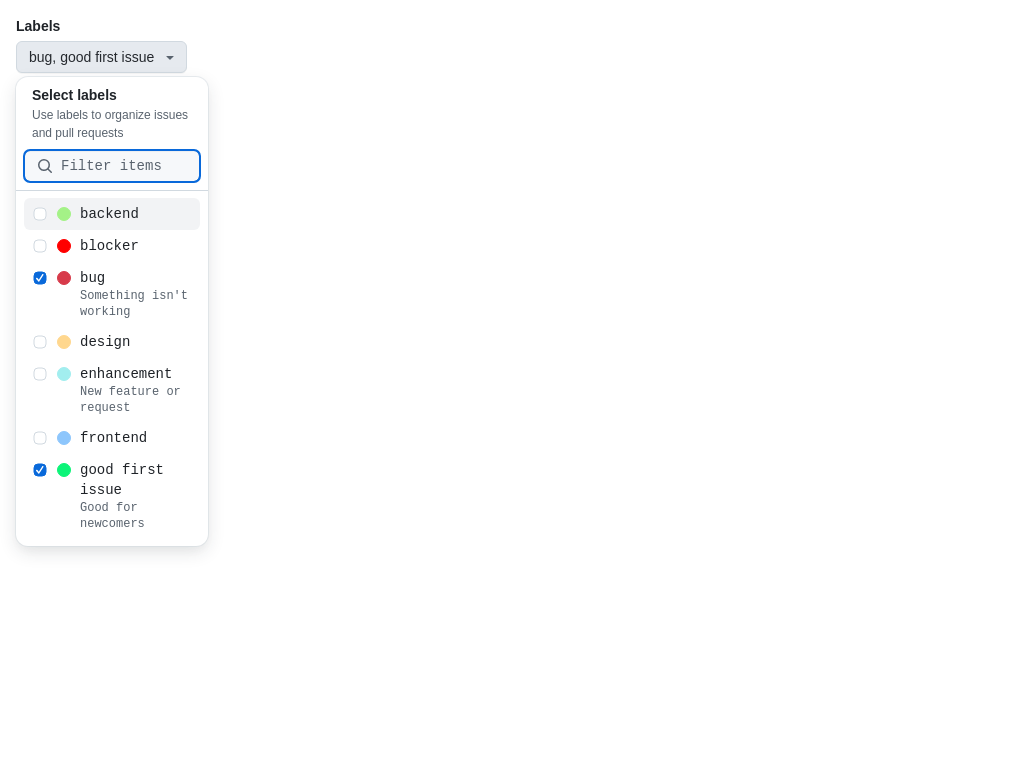 Labels
bug, good first issue
Select labels
Use labels to organize issues
and pull requests
Filter items
backend
blocker
bug
Something isn't
working
design
enhancement
New feature or
request
frontend
good first
issue
Good for
newcomers